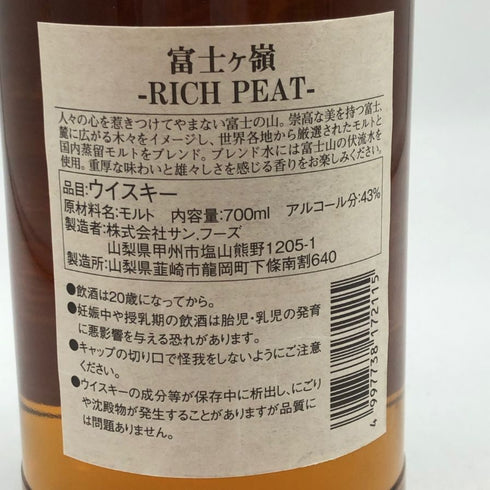 富士ヶ嶺
-RICH PEAT-
人々の心を惹きつけてやまない富士の山。崇高な美を持つ富士、
麓に広がる木々をイメージし、世界各地から厳選されたモルトと
国内蒸留モルトをブレンド。ブレンド水には富士山の伏流水を
使用。重厚な味わいと雄々しさを感じる香りをお楽しみください。
品目:ウイスキー
原材料名:モルト 内容量:700ml アルコール分:43%
製造者:株式会社サン.フーズ
山梨県甲州市塩山熊野1205-1
製造所:山梨県韮崎市龍岡町下條南割640
●飲酒は20歳になってから。
●妊娠中や授乳期の飲酒は胎児・乳児の発育
に悪影響を与える恐れがあります。
●キャップの切り口で怪我をしないようにご注意
ください。
●ウイスキーの成分等が保存中に析出し、にごり
や沈殿物が発生することがありますが品質に
は問題ありません。
4 997738 172115